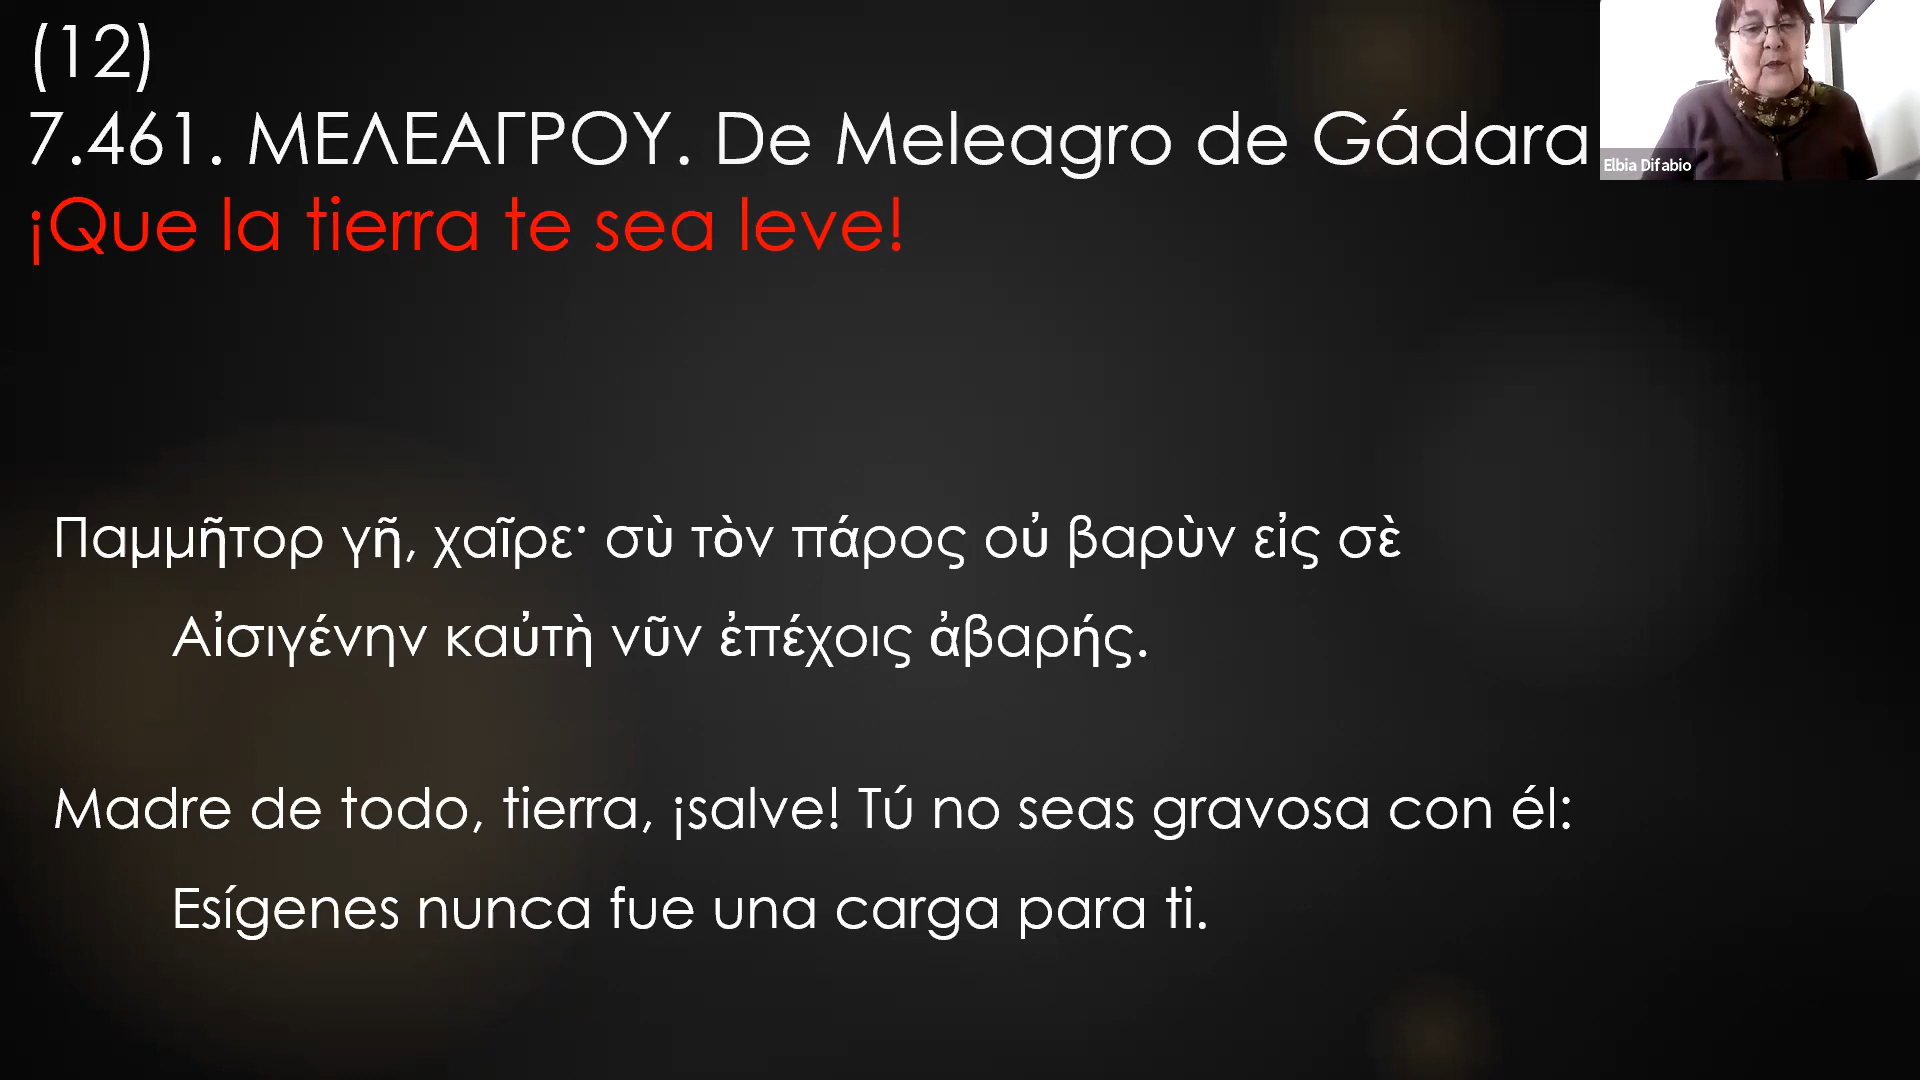 (12)
7.461. ΜΕΛΕΑΓΡΟΥ. De Meleagro de Gádara
¡Que la tierra te sea leve!
Elbia Difabio
Παμμῆτορ γῆ, χαῖρε· σὺ τὸν πάρος οὐ βαρὺν εἰς σὲ
Αἰσιγένην καὐτὴ νῦν ἐπέχοις ἀβαρής.
Madre de todo, tierra, ¡salve! Tú no seas gravosa con él:
Esígenes nunca fue una carga para ti.